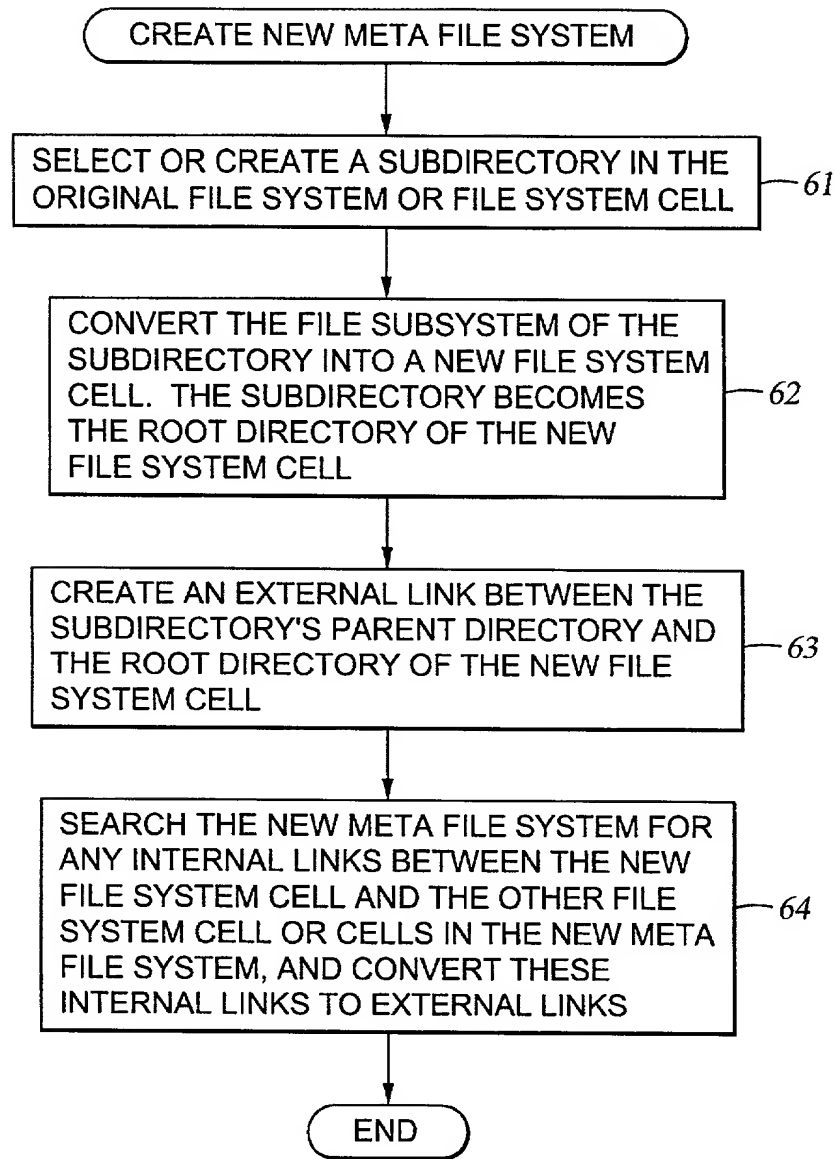 CREATE NEW META FILE SYSTEM
SELECT OR CREATE A SUBDIRECTORY IN THE
ORIGINAL FILE SYSTEM OR FILE SYSTEM CELL
61
CONVERT THE FILE SUBSYSTEM OF THE
SUBDIRECTORY INTO A NEW FILE SYSTEM
CELL. THE SUBDIRECTORY BECOMES
THE ROOT DIRECTORY OF THE NEW
FILE SYSTEM CELL
62
CREATE AN EXTERNAL LINK BETWEEN THE
SUBDIRECTORY'S PARENT DIRECTORY AND
THE ROOT DIRECTORY OF THE NEW FILE
SYSTEM CELL
63
SEARCH THE NEW META FILE SYSTEM FOR
ANY INTERNAL LINKS BETWEEN THE NEW
FILE SYSTEM CELL AND THE OTHER FILE
SYSTEM CELL OR CELLS IN THE NEW META
FILE SYSTEM, AND CONVERT THESE
INTERNAL LINKS TO EXTERNAL LINKS
64
END